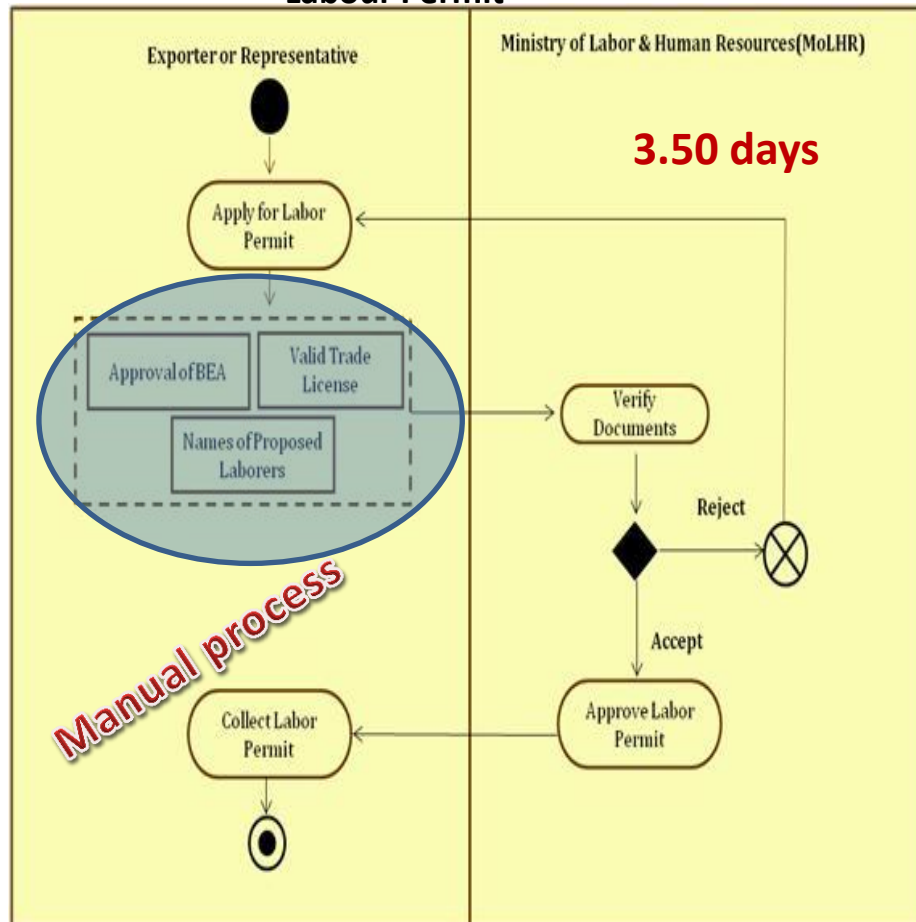 Labour Permit
Exporter or Representative
Ministry of Labor & Human Resources(MoLHR)
3.50 days
Apply for Labor
Permit
Approval of BEA
Valid Trade
License
Names of Proposed
Laborers
Verify
Documents
Reject
Accept
Manual process
Collect Labor
Permit
Approve Labor
Permit